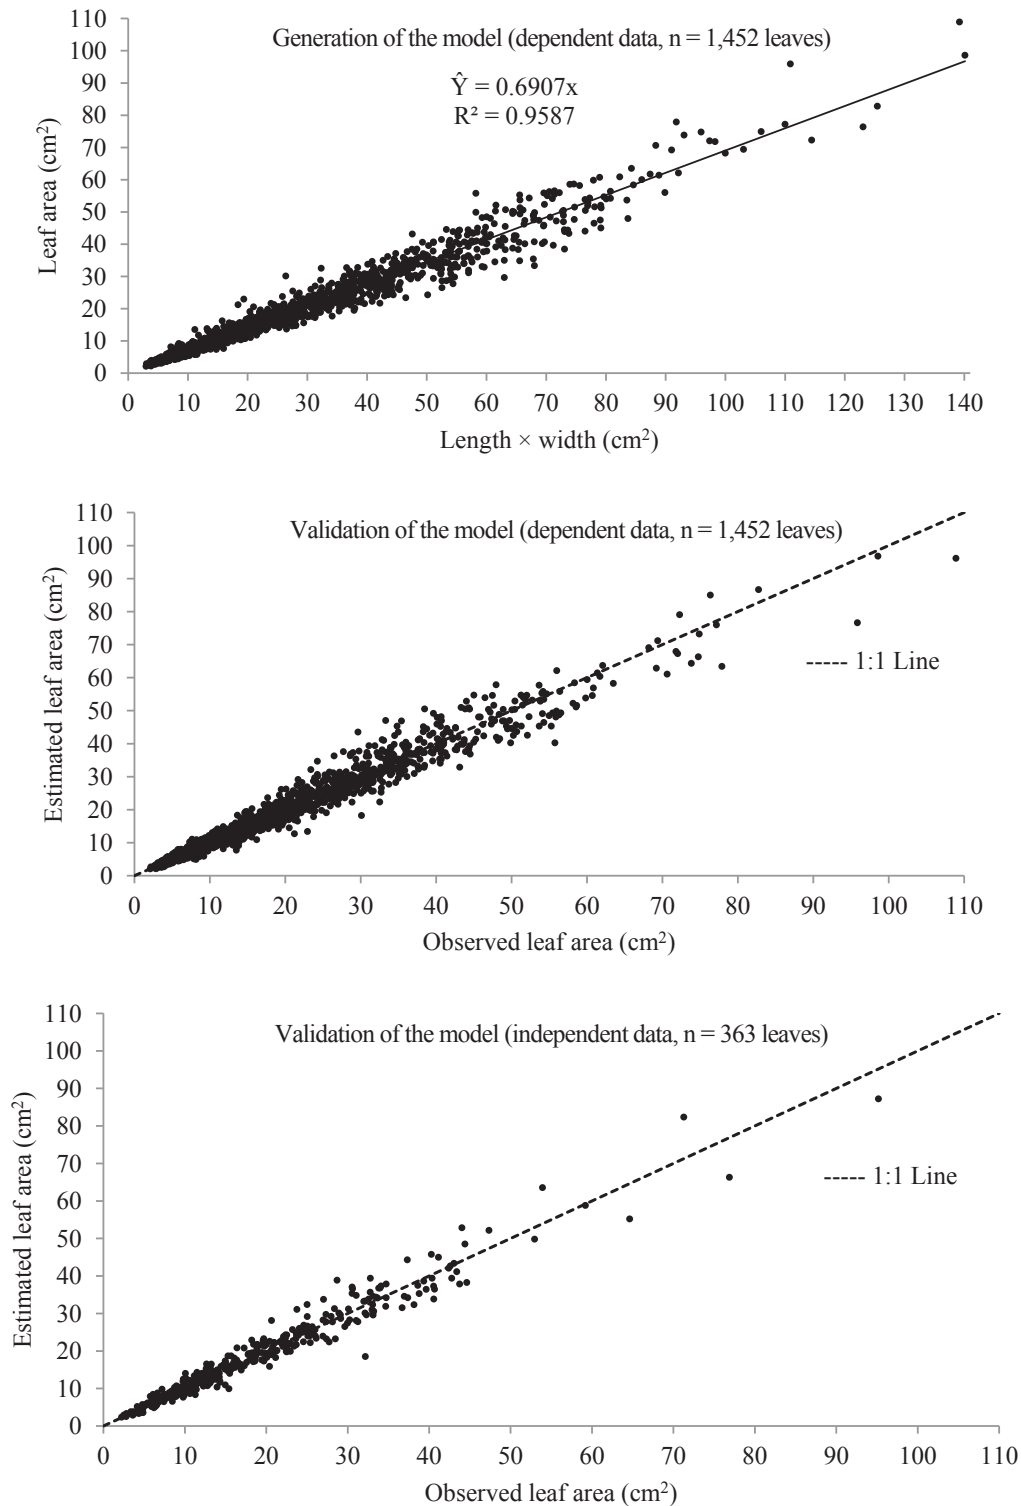 Generation of the model (dependent data, n = 1,452 leaves)
Ŷ = 0.6907x
R² = 0.9587
Leaf area (cm²)
110
100
90
80
70
60
50
40
30
20
10
0
0 10 20 30 40 50 60 70 80 90 100 110 120 130 140
Length × width (cm²)
Validation of the model (dependent data, n = 1,452 leaves)
Estimated leaf area (cm²)
110
100
90
80
70
60
50
40
30
20
10
0
1:1 Line
0 10 20 30 40 50 60 70 80 90 100 110
Observed leaf area (cm²)
Validation of the model (independent data, n = 363 leaves)
Estimated leaf area (cm²)
110
100
90
80
70
60
50
40
30
20
10
0
1:1 Line
0 10 20 30 40 50 60 70 80 90 100 110
Observed leaf area (cm²)